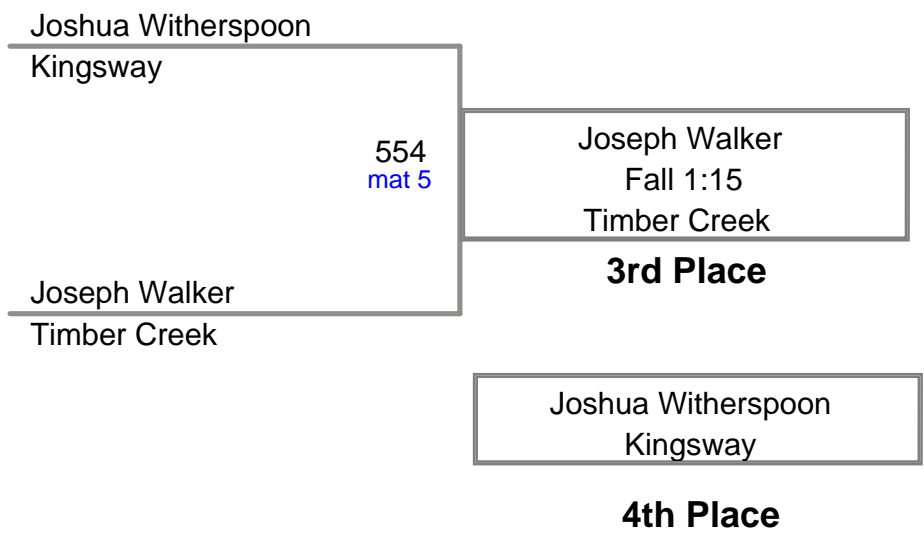 Joshua Witherspoon
Kingsway
554
mat 5
Joseph Walker
Fall 1:15
Timber Creek
3rd Place
Joseph Walker
Timber Creek
Joshua Witherspoon
Kingsway
4th Place